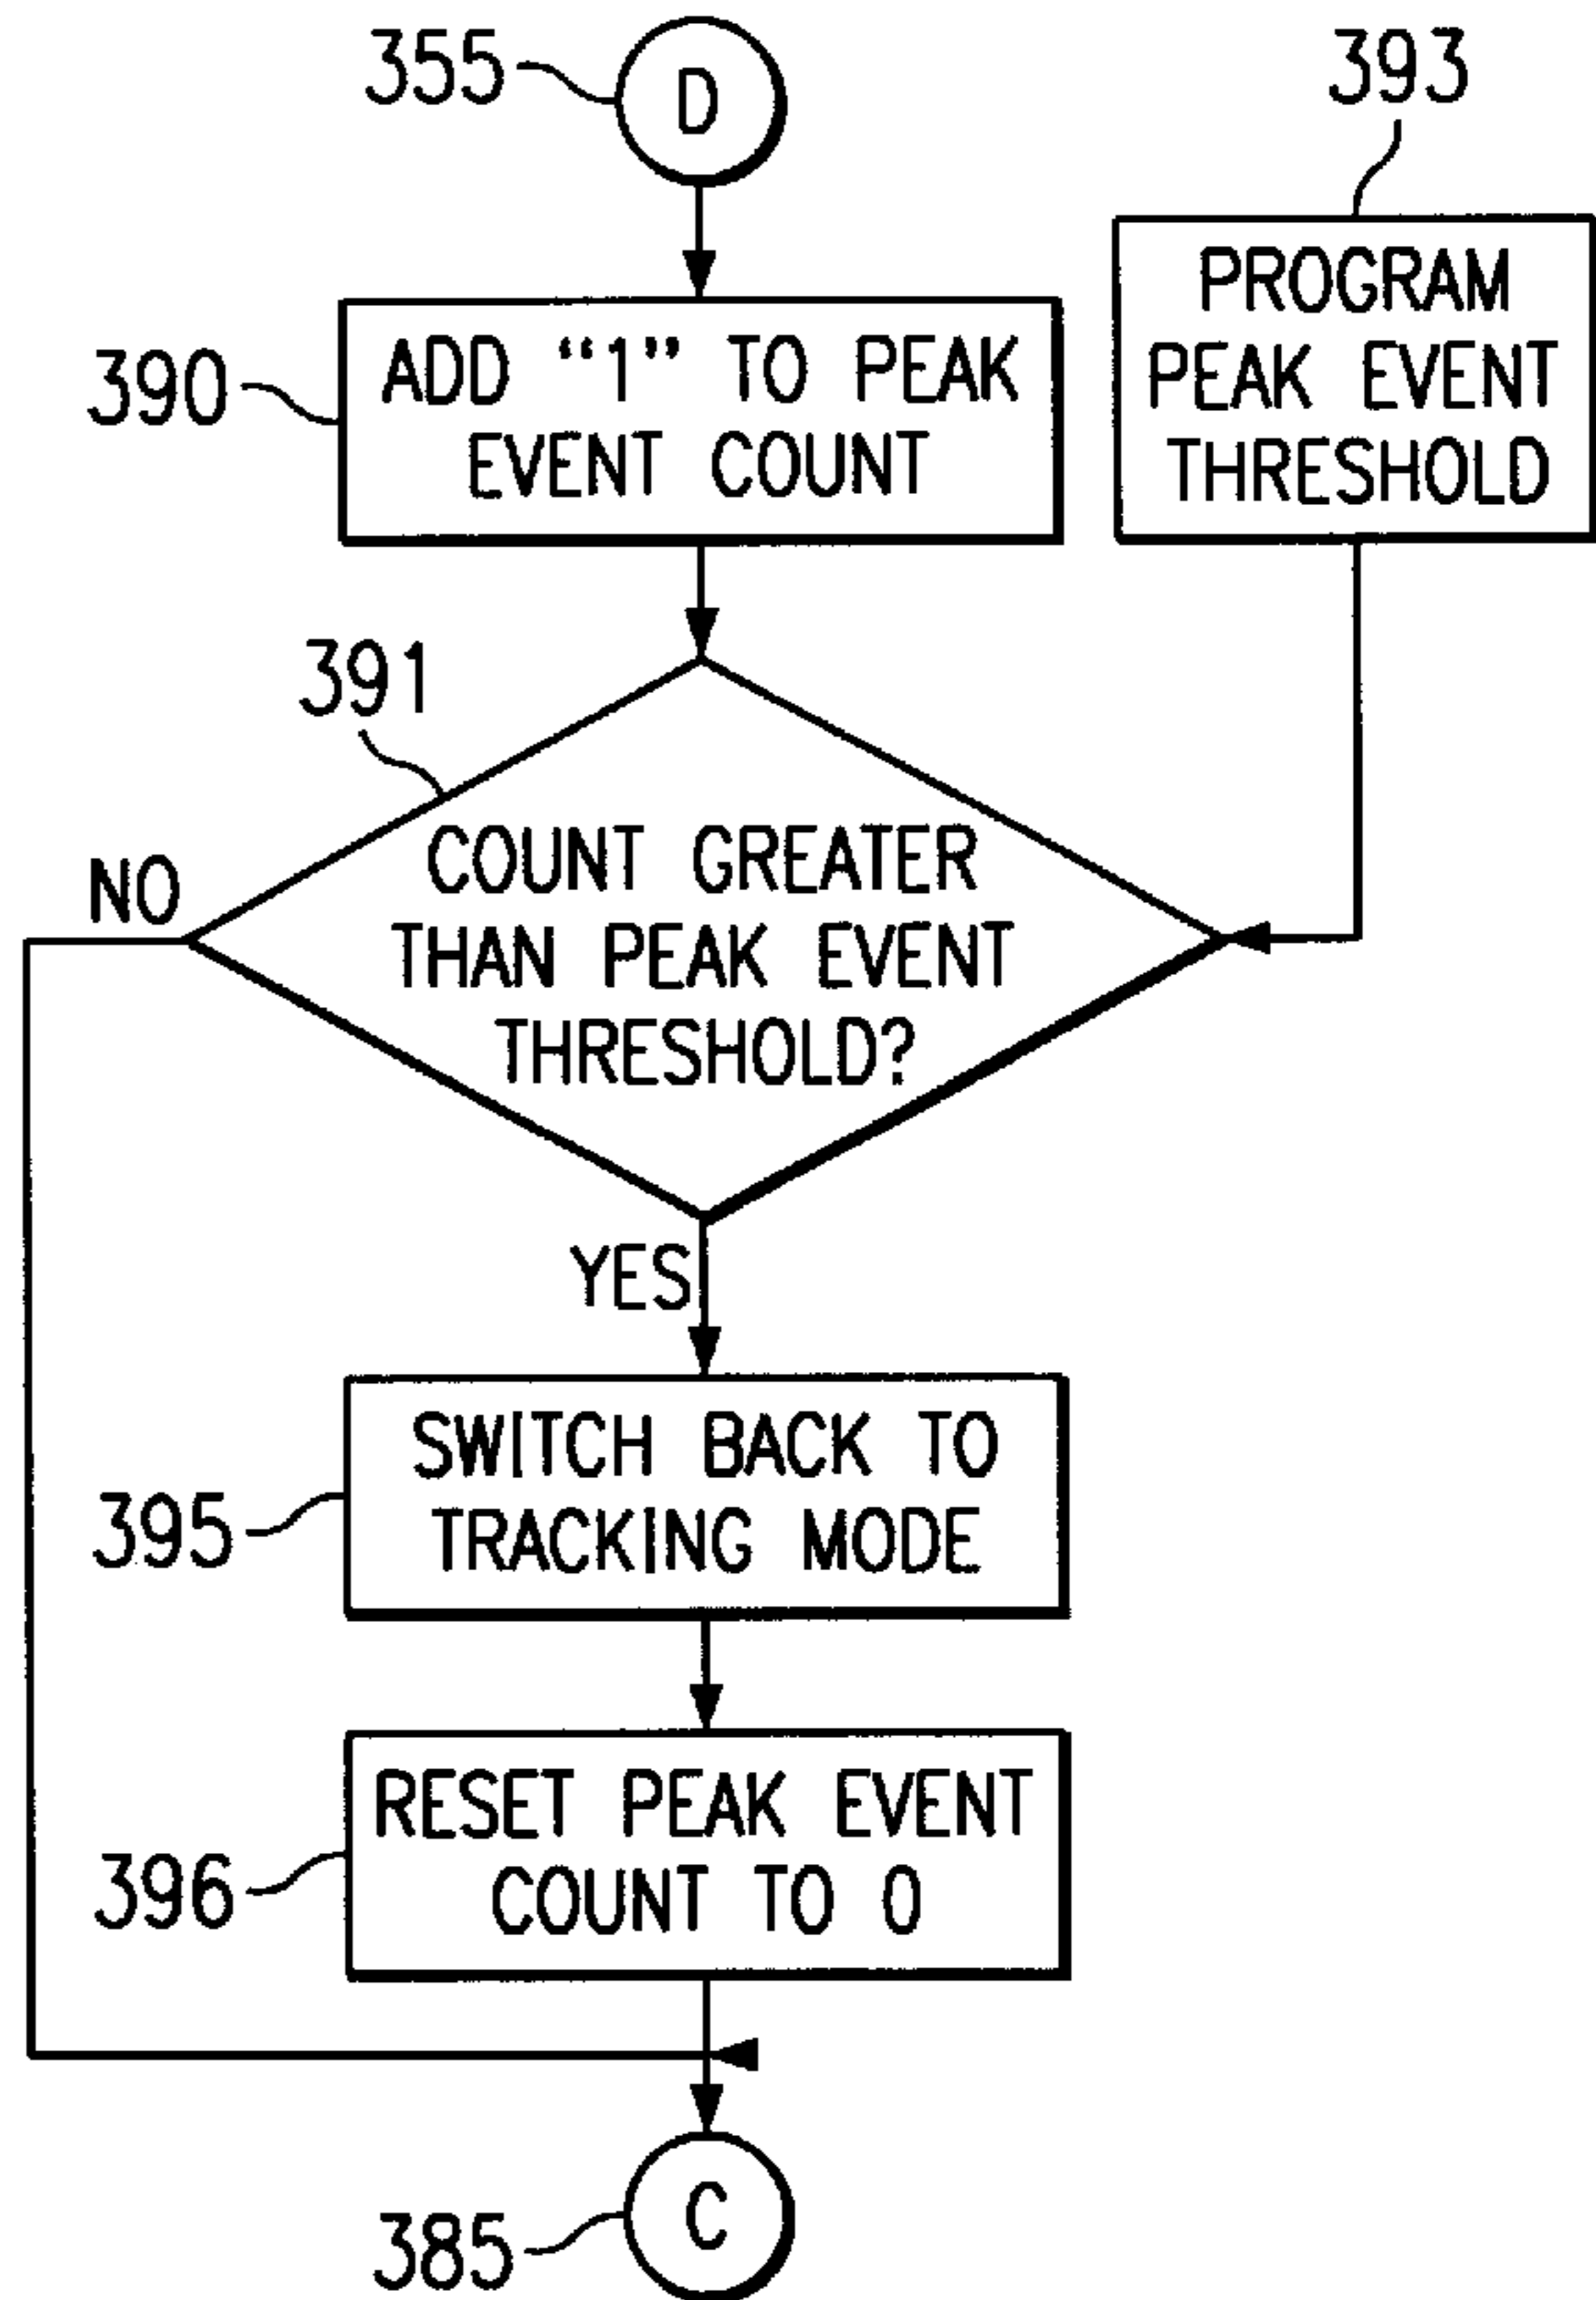 355
D
393
PROGRAM
PEAK EVENT
THRESHOLD
390
ADD “1” TO PEAK
EVENT COUNT
391
COUNT GREATER
THAN PEAK EVENT
THRESHOLD?
NO
YES
395
SWITCH BACK TO
TRACKING MODE
396
RESET PEAK EVENT
COUNT TO 0
385
C